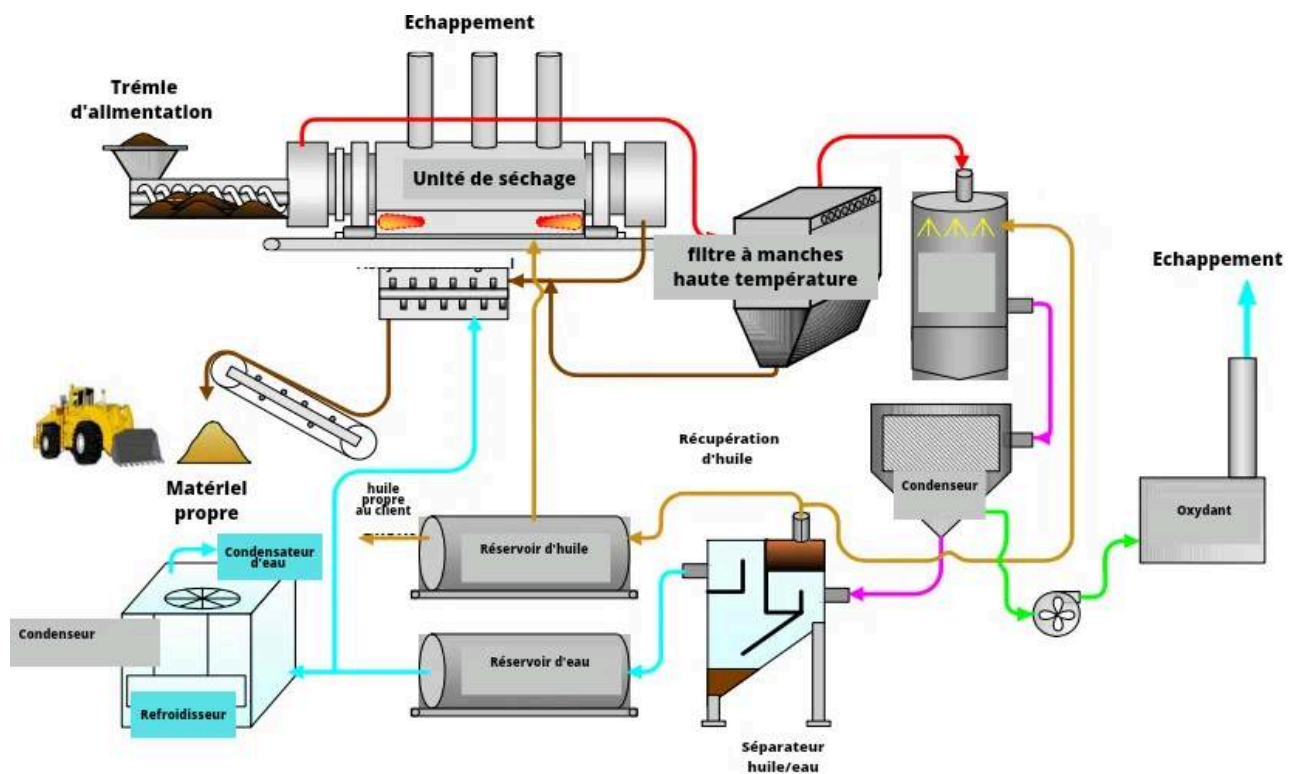 Echappement
Trémie
d'alimentation
Unité de séchage
filtre à manches
haute température
Echappement
Récupération
d'huile
Condenseur
Oxydant
Matériel
propre
huile
propre
au client
Réservoir d'huile
Condensateur
d'eau
Condenseur
Réservoir d'eau
Refroidisseur
Séparateur
huile/eau